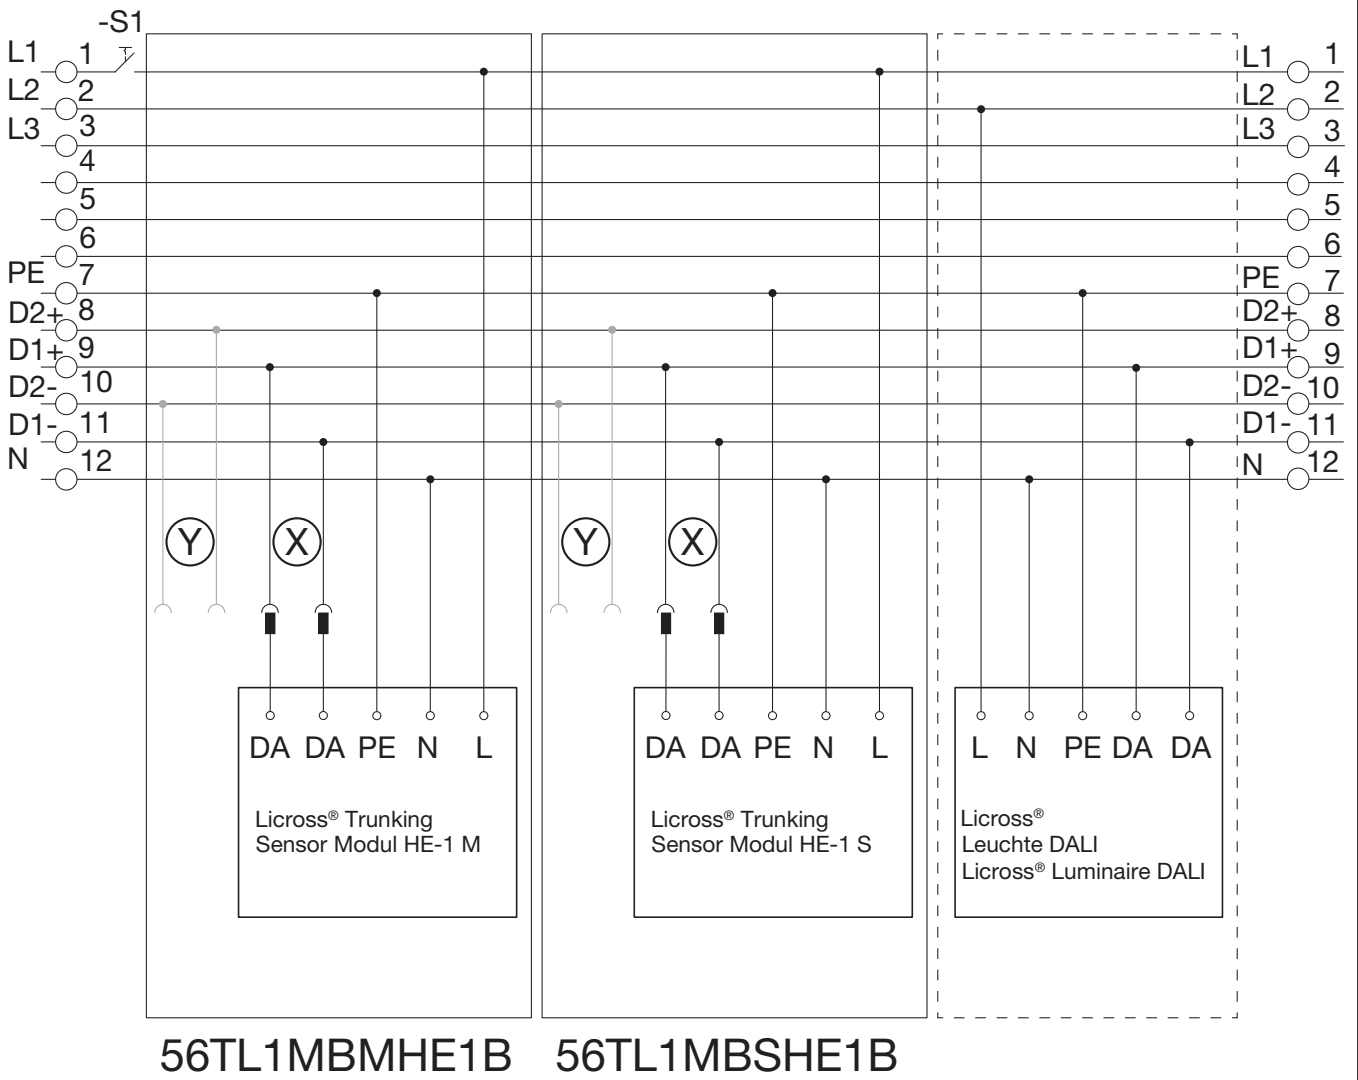 -S1
L1 1
L2 2
L3 3
4
5
6
PE 7
D2+ 8
D1+ 9
D2- 10
D1- 11
N 12
L1 1
L2 2
L3 3
4
5
6
PE 7
D2+ 8
D1+ 9
D2- 10
D1- 11
N 12
Y X
Y X
DA DA PE N L
Licross® Trunking
Sensor Modul HE-1 M
DA DA PE N L
Licross® Trunking
Sensor Modul HE-1 S
L N PE DA DA
Licross®
Leuchte DALI
Licross® Luminaire DALI
56TL1MBMHE1B
56TL1MBSHE1B